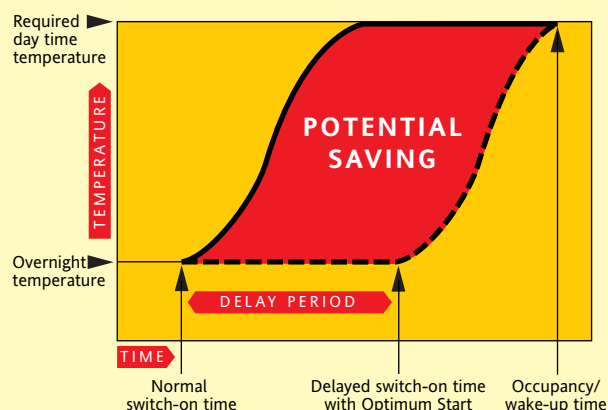 Required
day time
temperature
TEMPERATURE
POTENTIAL
SAVING
Overnight
temperature
DELAY PERIOD
TIME
Normal
switch-on time
Delayed switch-on time
with Optimum Start
Occupancy/
wake-up time